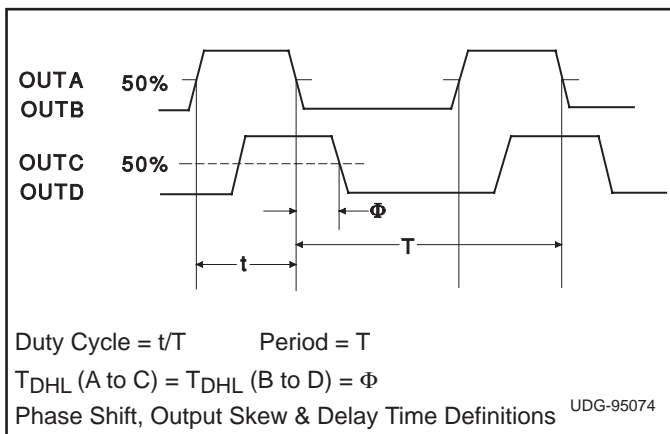 OUTA 50%
OUTB
OUTC 50%
OUTD
Φ
T
t
Duty Cycle = t/T Period = T
TDHL (A to C) = TDHL (B to D) = Φ
Phase Shift, Output Skew & Delay Time Definitions UDG-95074